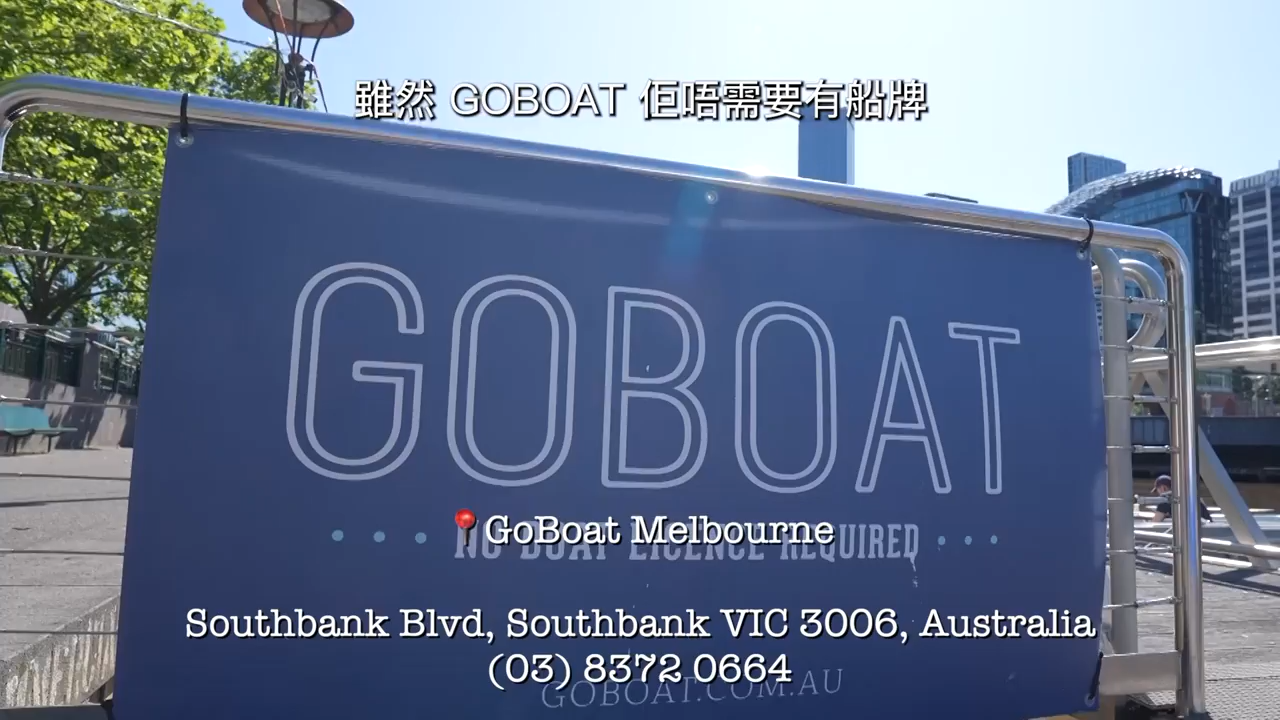 雖然 GOBOAT 佢唔需要有船牌
GOBOAT
NO BOAT LICENCE REQUIRED
📍GoBoat Melbourne
Southbank Blvd, Southbank VIC 3006, Australia
(03) 8372 0664
GOBOAT.COM.AU